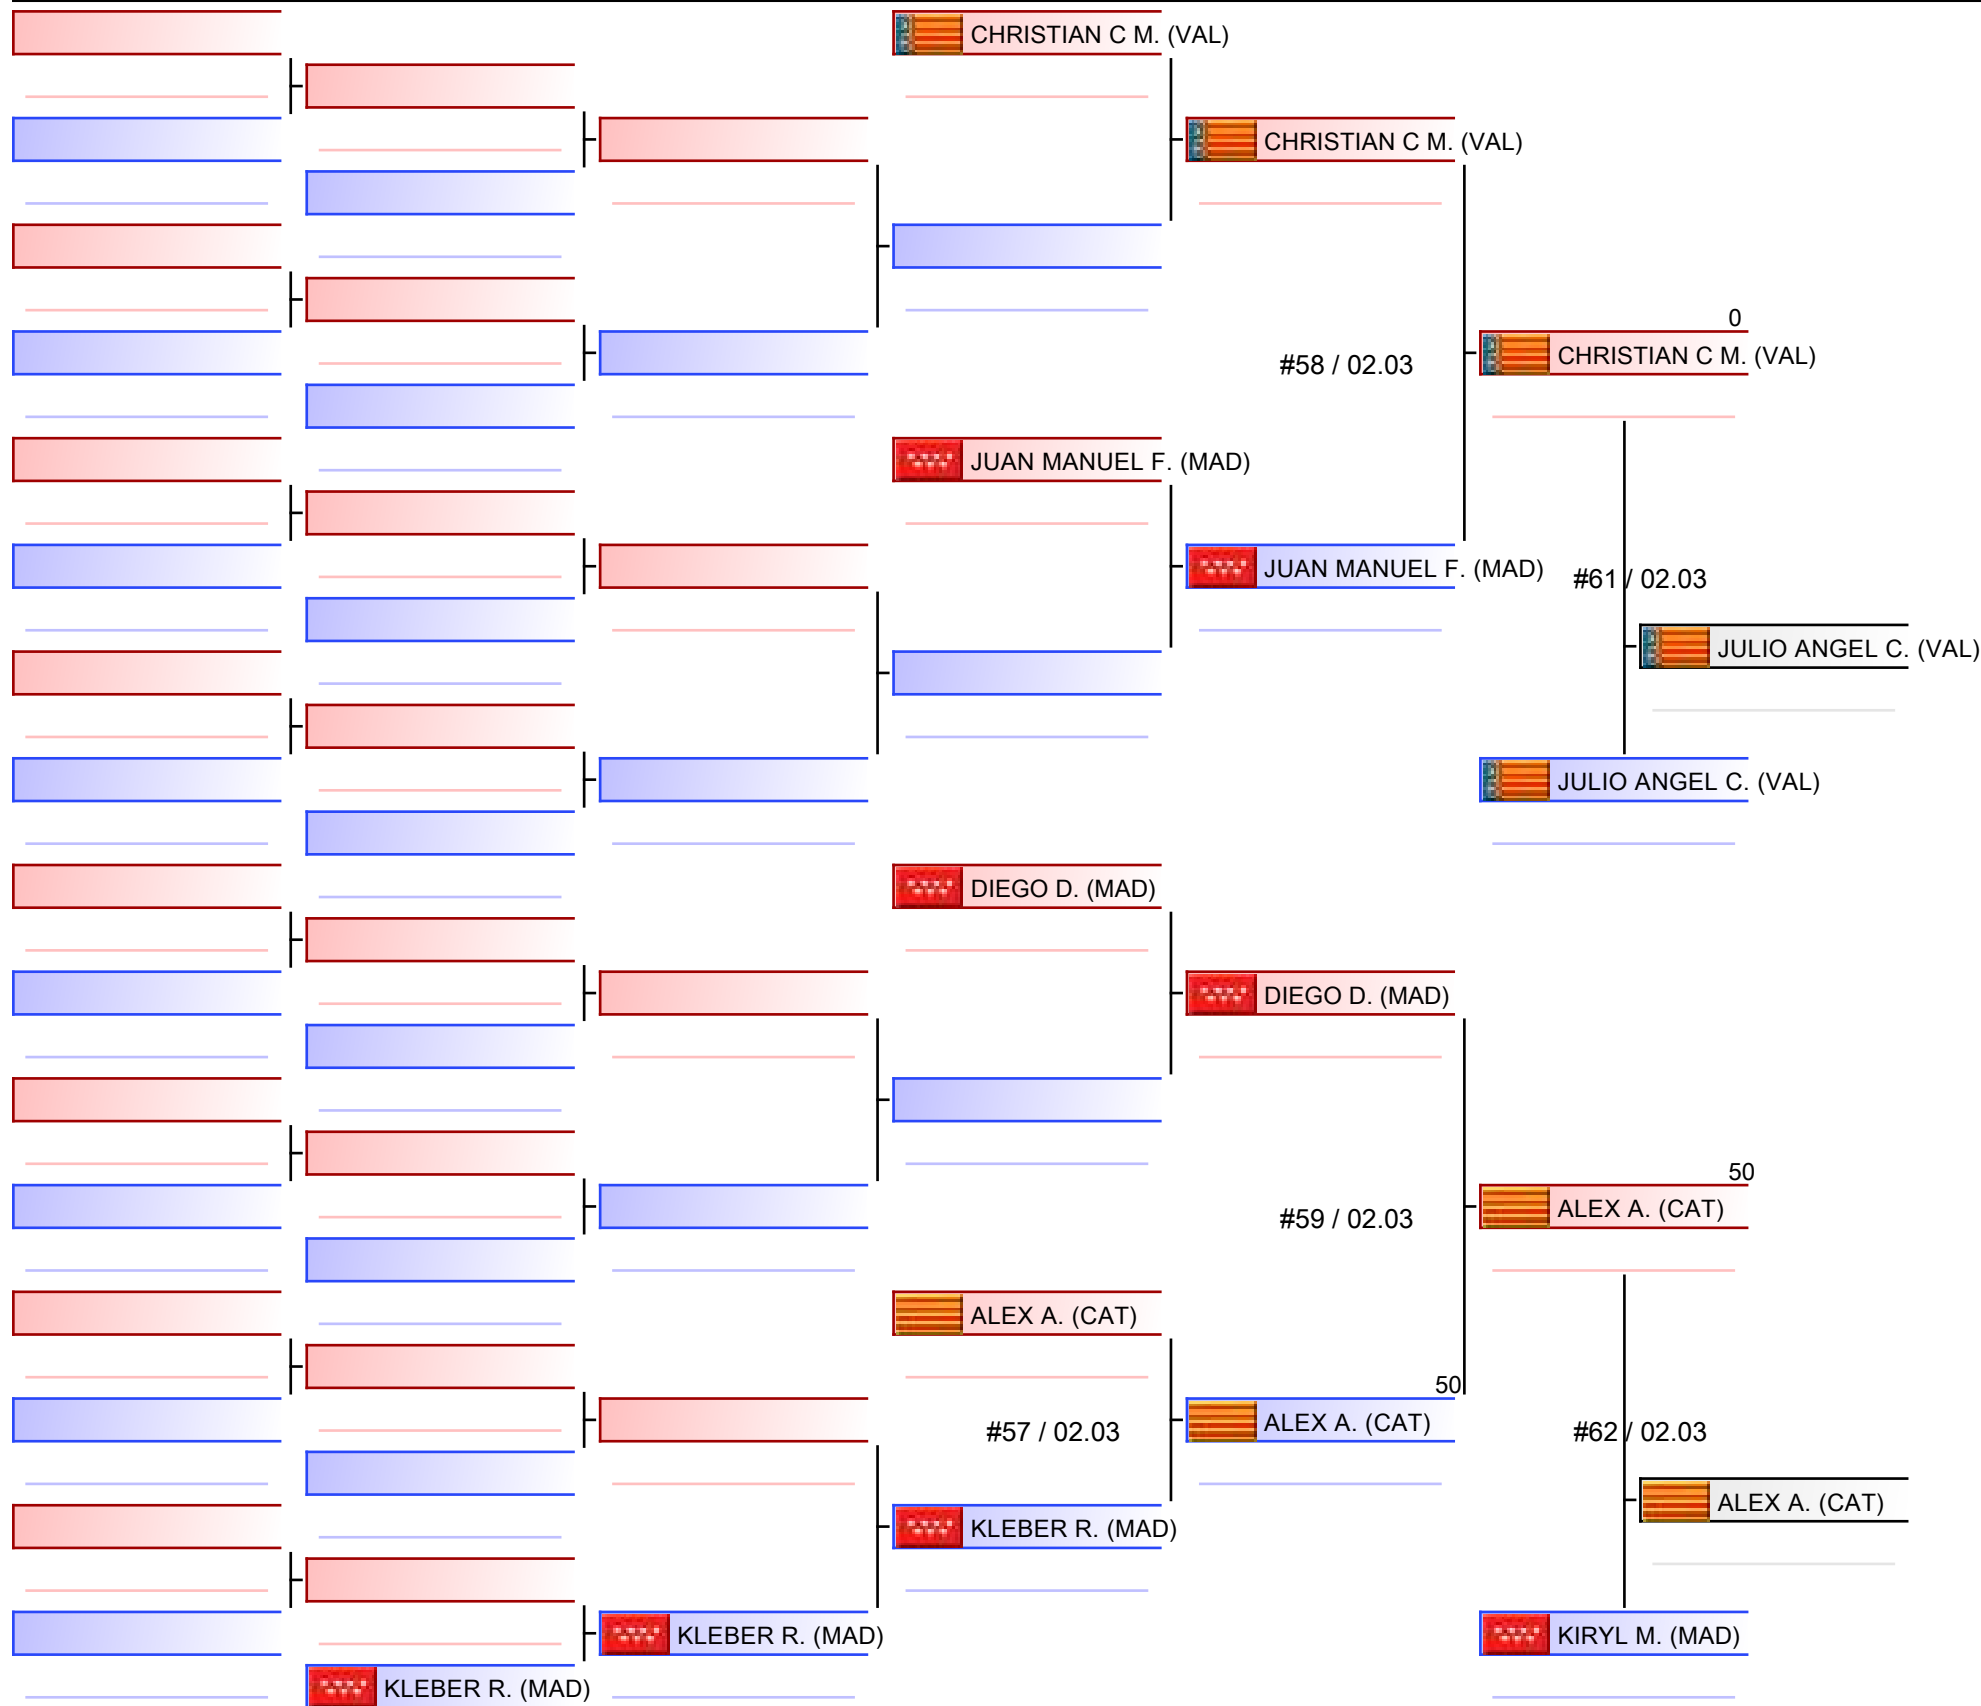 CHRISTIAN C M. (VAL)
CHRISTIAN C M. (VAL)
0
CHRISTIAN C M. (VAL)
#58 / 02.03
JUAN MANUEL F. (MAD)
JUAN MANUEL F. (MAD)
#61 / 02.03
JULIO ANGEL C. (VAL)
JULIO ANGEL C. (VAL)
DIEGO D. (MAD)
DIEGO D. (MAD)
50
ALEX A. (CAT)
#59 / 02.03
ALEX A. (CAT)
50
ALEX A. (CAT)
#57 / 02.03
#62 / 02.03
ALEX A. (CAT)
KLEBER R. (MAD)
KLEBER R. (MAD)
KIRYL M. (MAD)
KLEBER R. (MAD)